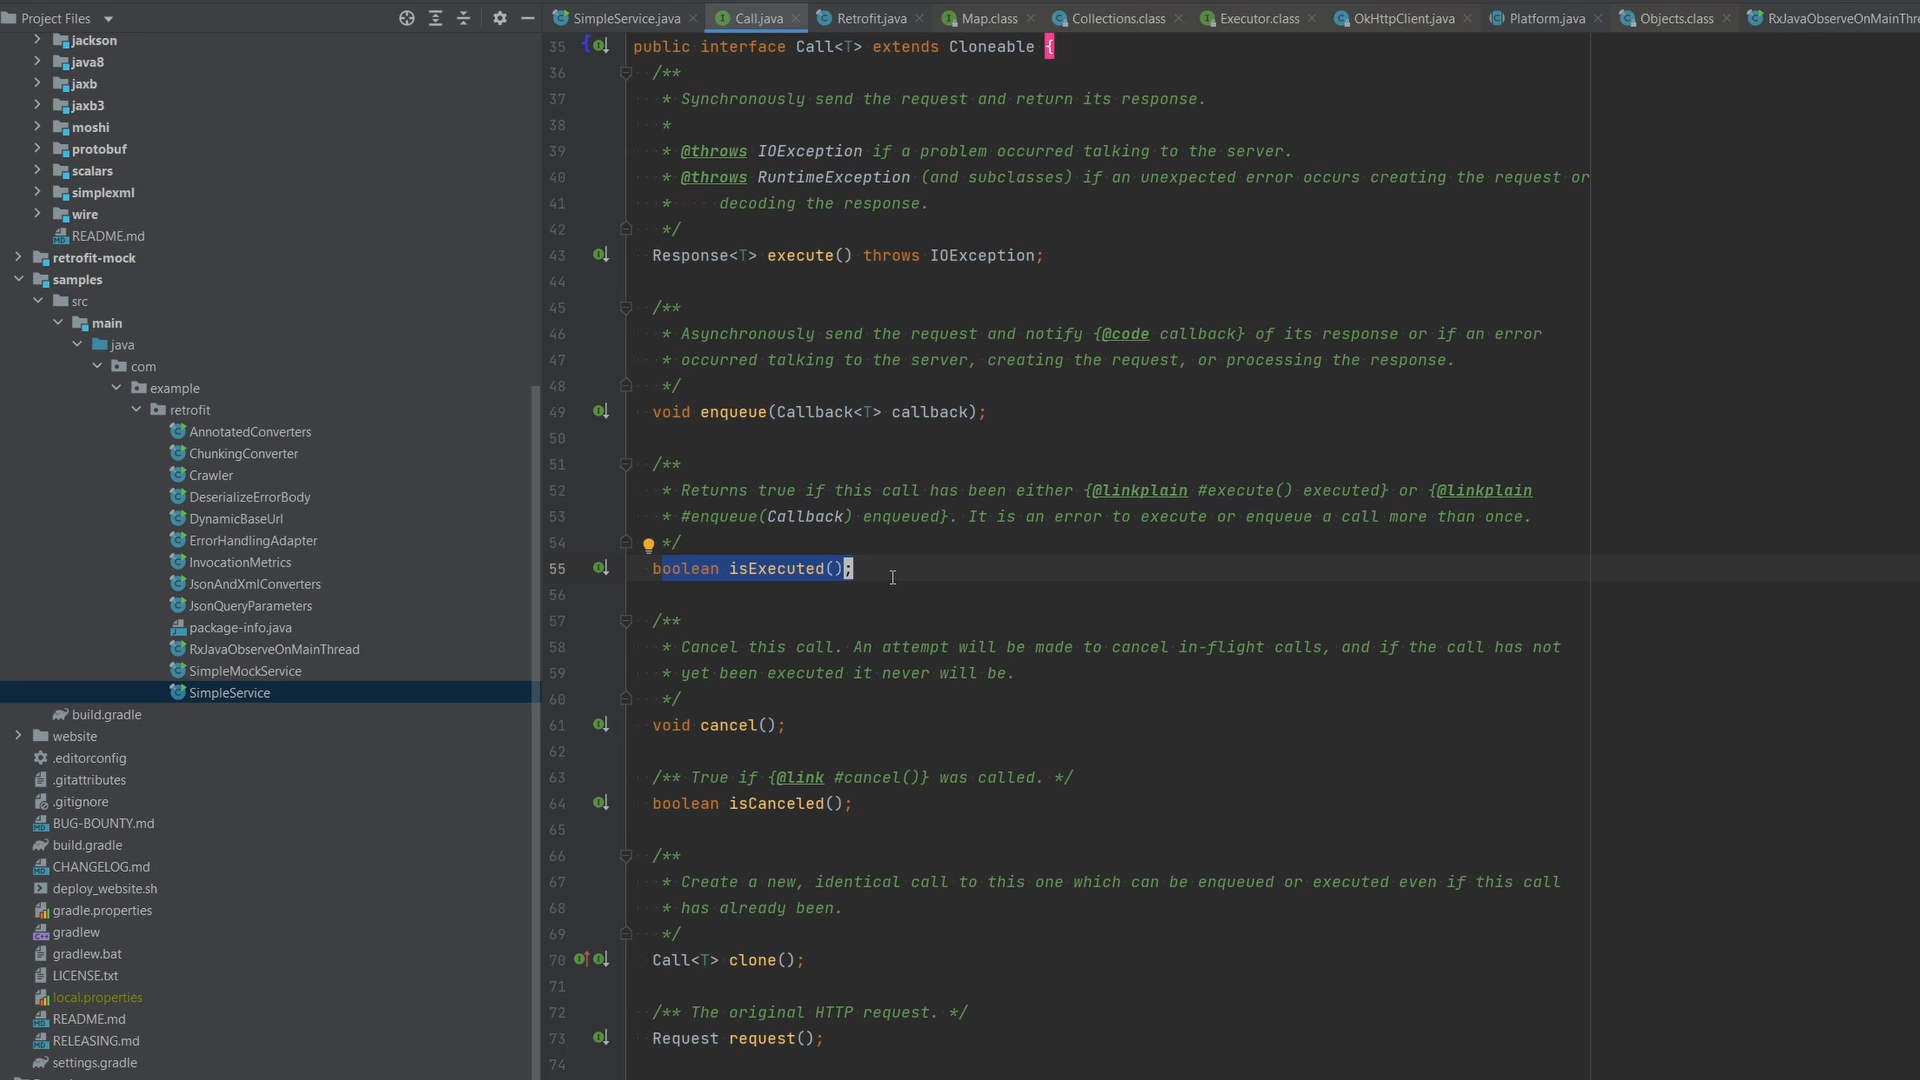 Project Files
SimpleService.java
Call.java
Retrofit.java
Map.class
Collections.class
Executor.class
OkHttpClient.java
Platform.java
Objects.class
RxJavaObserveOnMainThre
jackson
java8
jaxb
jaxb3
moshi
protobuf
scalars
simplexml
wire
README.md
retrofit-mock
samples
src
main
java
com
example
retrofit
AnnotatedConverters
ChunkingConverter
Crawler
DeserializeErrorBody
DynamicBaseUrl
ErrorHandlingAdapter
InvocationMetrics
JsonAndXmlConverters
JsonQueryParameters
package-info.java
RxJavaObserveOnMainThread
SimpleMockService
SimpleService
build.gradle
website
.editorconfig
.gitattributes
.gitignore
BUG-BOUNTY.md
build.gradle
CHANGELOG.md
deploy_website.sh
gradle.properties
gradlew
gradlew.bat
LICENSE.txt
local.properties
README.md
RELEASING.md
settings.gradle
35 public interface Call<T> extends Cloneable {
36 /**
37 * Synchronously send the request and return its response.
38 *
39 * @throws IOException if a problem occurred talking to the server.
40 * @throws RuntimeException (and subclasses) if an unexpected error occurs creating the request or
41 * decoding the response.
42 */
43 Response<T> execute() throws IOException;
44
45 /**
46 * Asynchronously send the request and notify {@code callback} of its response or if an error
47 * occurred talking to the server, creating the request, or processing the response.
48 */
49 void enqueue(Callback<T> callback);
50
51 /**
52 * Returns true if this call has been either {@linkplain #execute() executed} or {@linkplain
53 * #enqueue(Callback) enqueued}. It is an error to execute or enqueue a call more than once.
54 */
55 boolean isExecuted();
56
57 /**
58 * Cancel this call. An attempt will be made to cancel in-flight calls, and if the call has not
59 * yet been executed it never will be.
60 */
61 void cancel();
62
63 /** True if {@link #cancel()} was called. */
64 boolean isCanceled();
65
66 /**
67 * Create a new, identical call to this one which can be enqueued or executed even if this call
68 * has already been.
69 */
70 Call<T> clone();
71
72 /** The original HTTP request. */
73 Request request();
74